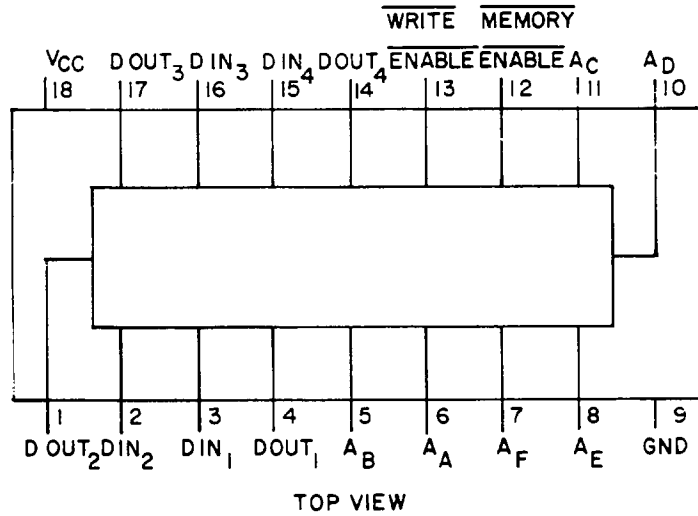 WRITE MEMORY
VCC DOUT3 DIN3 DIN4 DOUT4 ENABLE ENABLE AC AD
18 17 16 15 14 13 12 11 10
1 2 3 4 5 6 7 8 9
DOUT2 DIN2 DIN1 DOUT1 AB AA AF AE GND
TOP VIEW